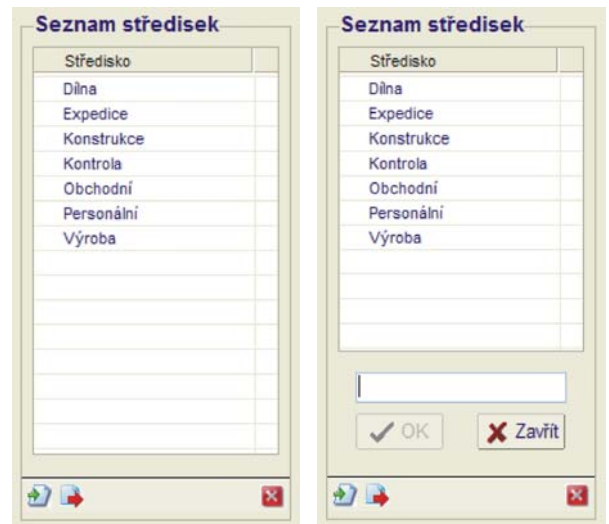 Seznam středisek
Středisko
Dílna
Expedice
Konstrukce
Kontrola
Obchodní
Personální
Výroba
Seznam středisek
Středisko
Dílna
Expedice
Konstrukce
Kontrola
Obchodní
Personální
Výroba
OK
Zavřít